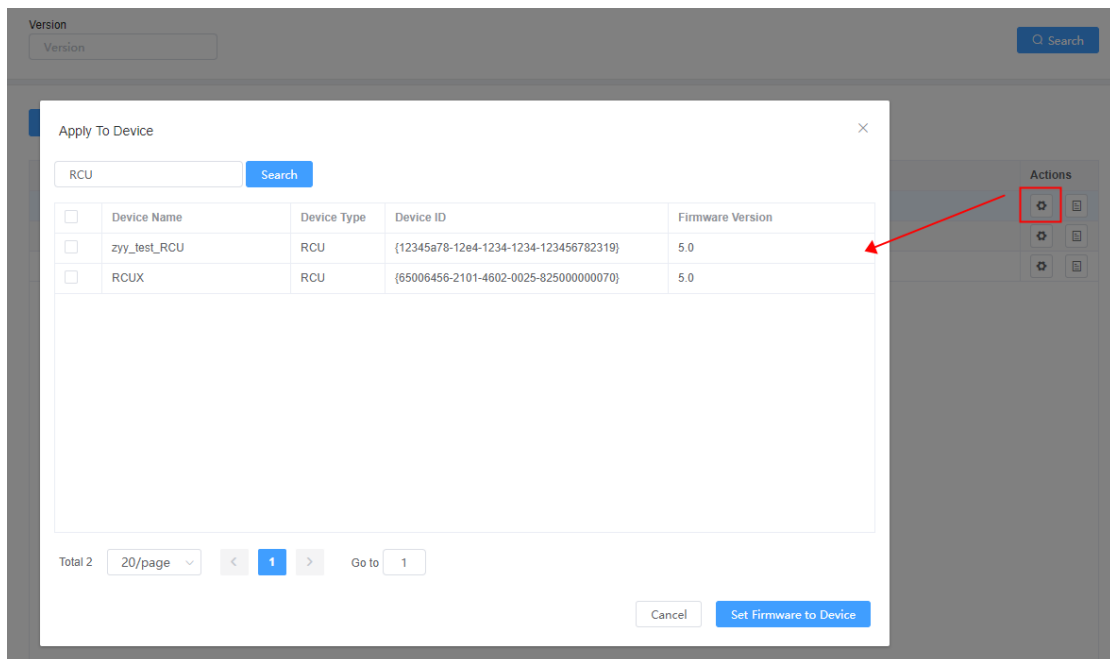 Version
Version
Search
Apply To Device
RCU
Search
Actions
Device Name Device Type Device ID Firmware Version
zyy_test_RCU RCU {12345a78-12e4-1234-1234-123456782319} 5.0
RCUX RCU {65006456-2101-4602-0025-825000000070} 5.0
Total 2 20/page 1 Go to 1
Cancel Set Firmware to Device